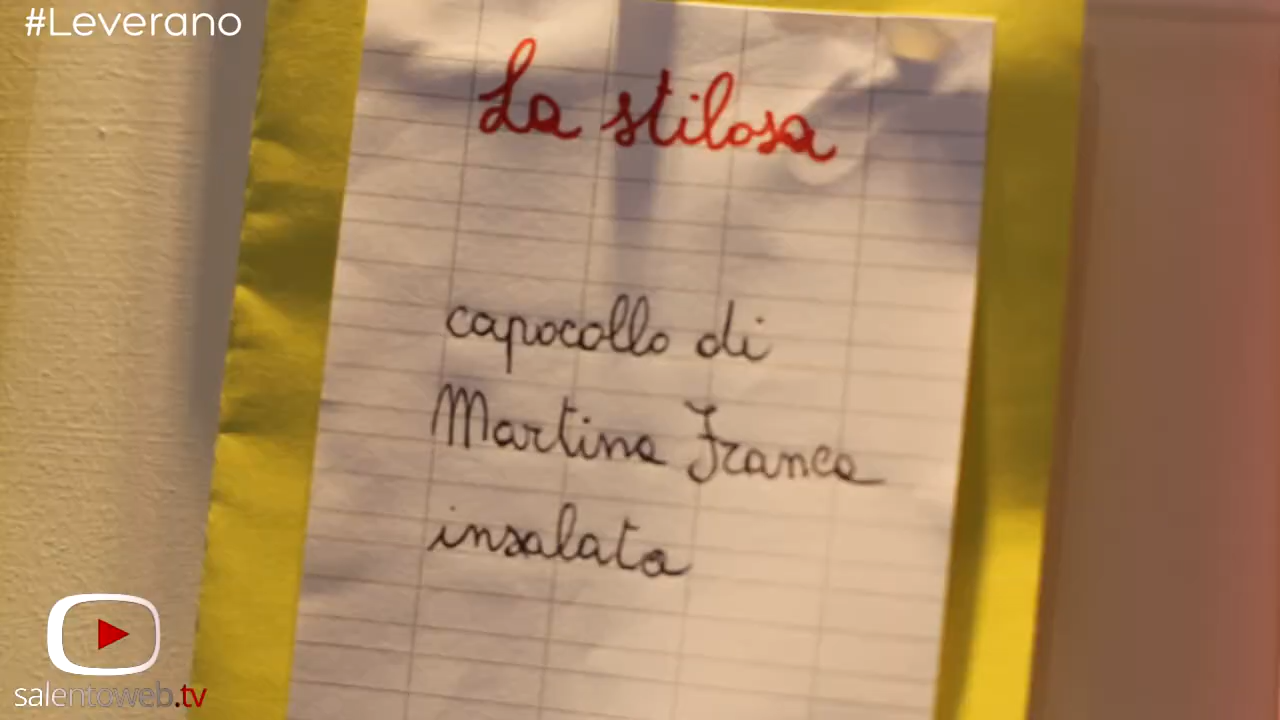 #Leverano
La stilosa
capocollo di
Martina Franca
insalata
salentoweb.tv